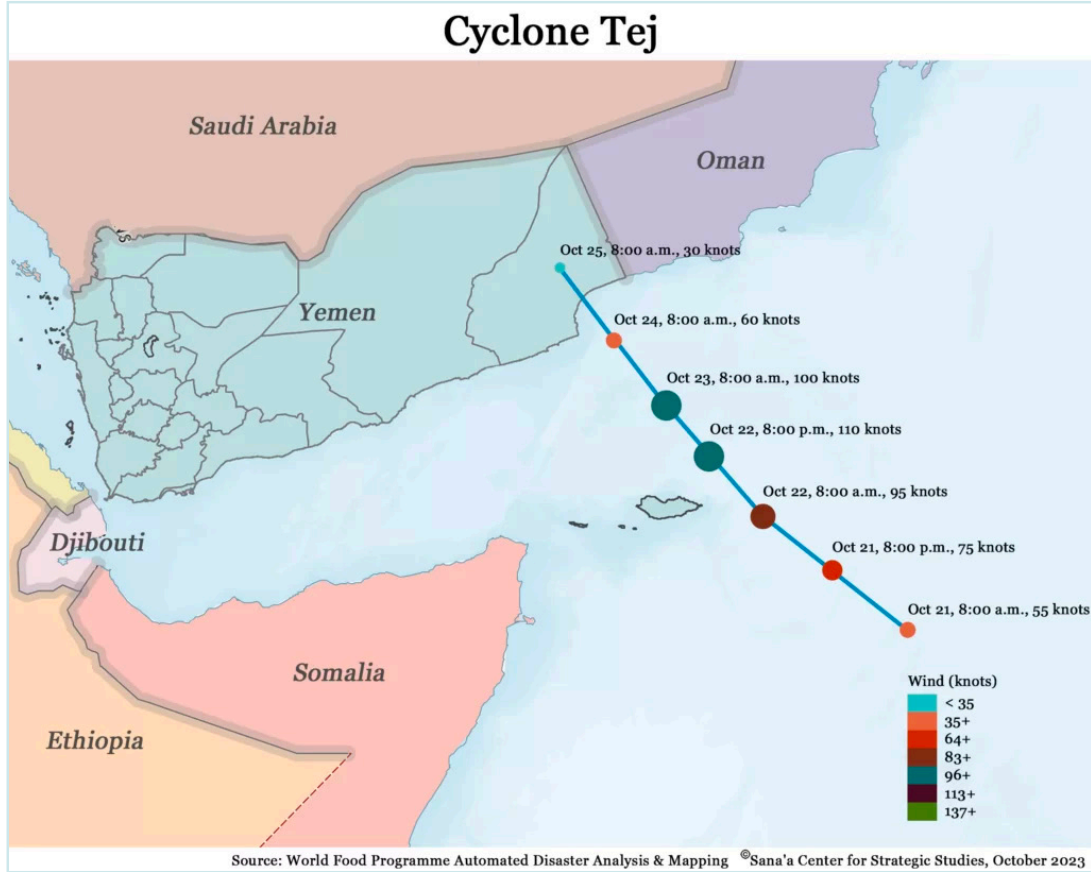 Cyclone Tej
Saudi Arabia
Oman
Oct 25, 8:00 a.m., 30 knots
Yemen
Oct 24, 8:00 a.m., 60 knots
Oct 23, 8:00 a.m., 100 knots
Oct 22, 8:00 p.m., 110 knots
Oct 22, 8:00 a.m., 95 knots
Djibouti
Oct 21, 8:00 p.m., 75 knots
Oct 21, 8:00 a.m., 55 knots
Somalia
Ethiopia
Wind (knots)
< 35
35+
64+
83+
96+
113+
137+
Source: World Food Programme Automated Disaster Analysis & Mapping ©Sana'a Center for Strategic Studies, October 2023